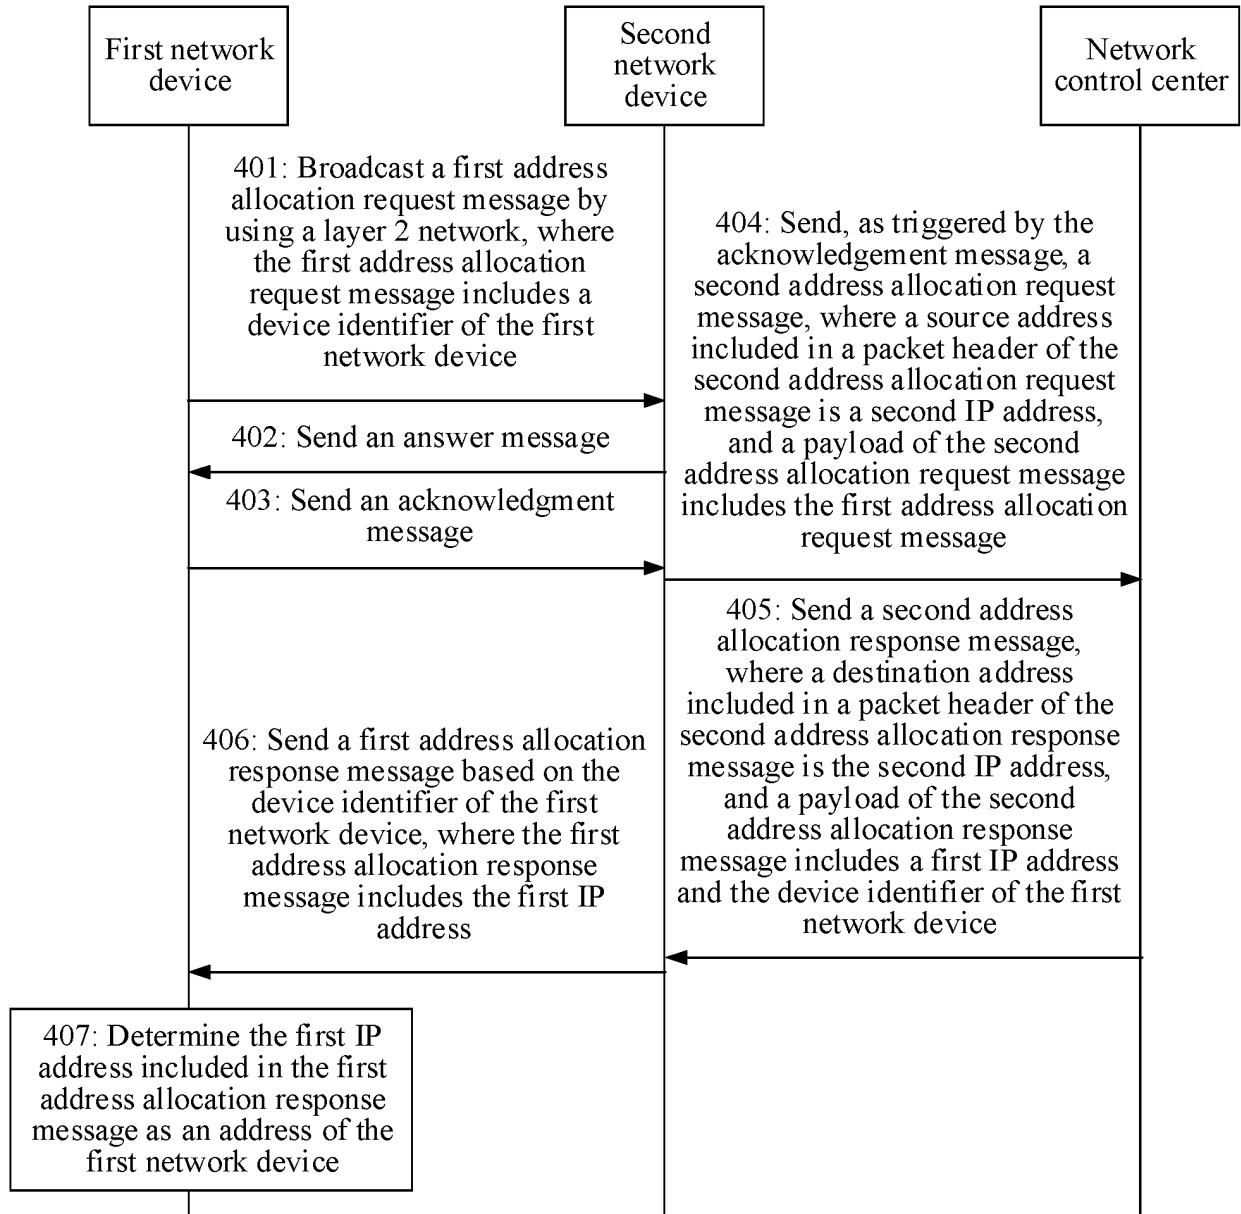 First network
device
Second
network
device
Network
control center
401: Broadcast a first address
allocation request message by
using a layer 2 network, where
the first address allocation
request message includes a
device identifier of the first
network device
402: Send an answer message
403: Send an acknowledgment
message
404: Send, as triggered by the
acknowledgement message, a
second address allocation request
message, where a source address
included in a packet header of the
second address allocation request
message is a second IP address,
and a payload of the second
address allocation request message
includes the first address allocation
request message
405: Send a second address
allocation response message,
where a destination address
included in a packet header of the
second address allocation response
message is the second IP address,
and a payload of the second
address allocation response
message includes a first IP address
and the device identifier of the first
network device
406: Send a first address allocation
response message based on the
device identifier of the first
network device, where the first
address allocation response
message includes the first IP
address
407: Determine the first IP
address included in the first
address allocation response
message as an address of the
first network device